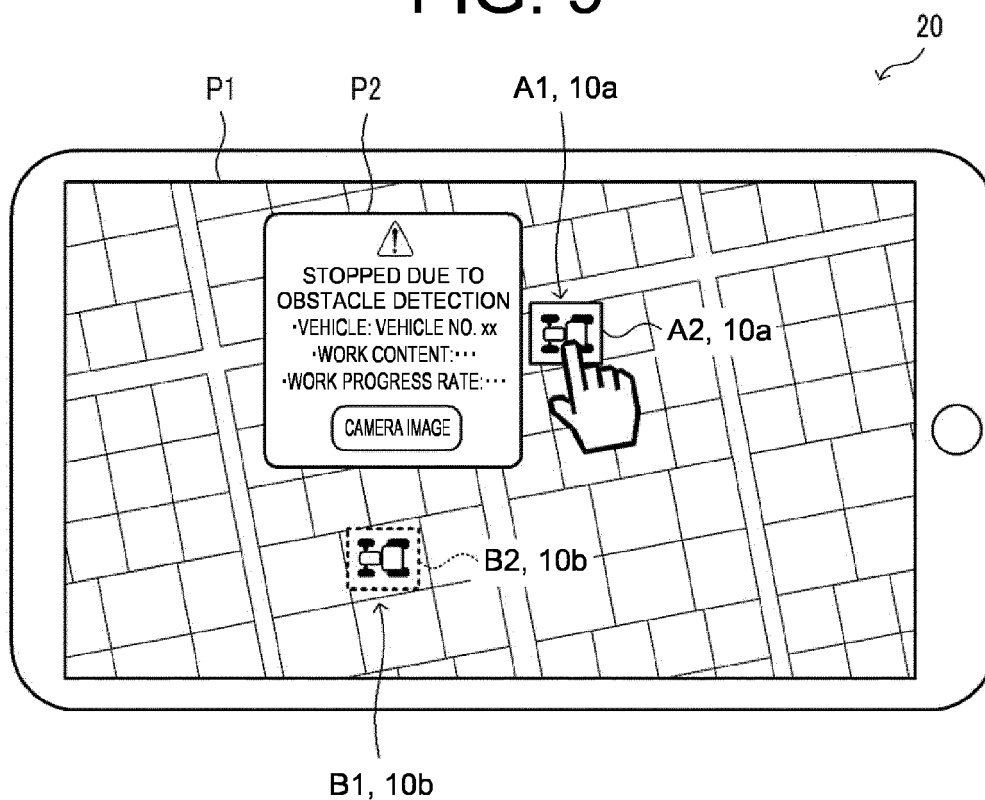 FIG.
20
P1
P2
A1, 10a
STOPPED DUE TO
OBSTACLE DETECTION
・VEHICLE: VEHICLE NO. xx
・WORK CONTENT:・・・
・WORK PROGRESS RATE:・・・
CAMERA IMAGE
A2, 10a
B2, 10b
B1, 10b